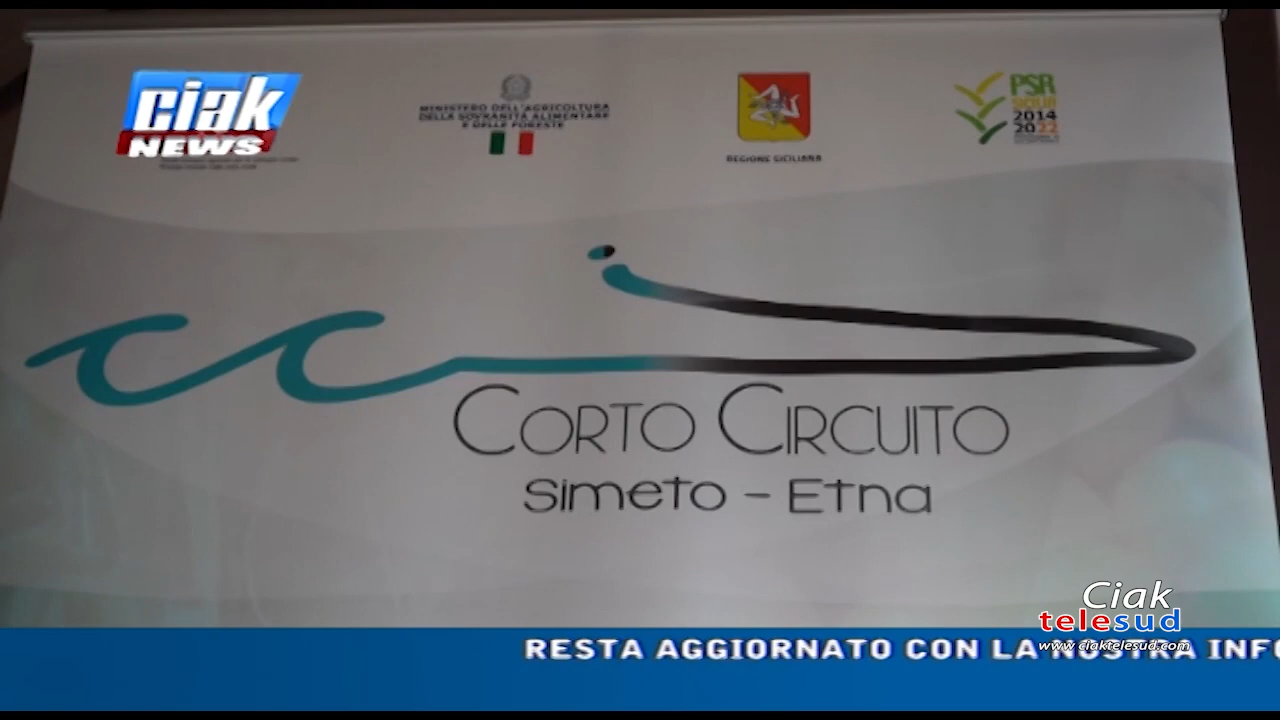 ciak
NEWS
MINISTERO DELL'AGRICOLTURA
DELLA SOVRANITÀ ALIMENTARE
E DELLE FORESTE
REGIONE SICILIANA
PSR
SICILIA
2014
2022
CORTO CIRCUITO
Simeto - Etna
Ciak
telesud
www.ciaktelesud.com
RESTA AGGIORNATO CON LA NOSTRA INFO